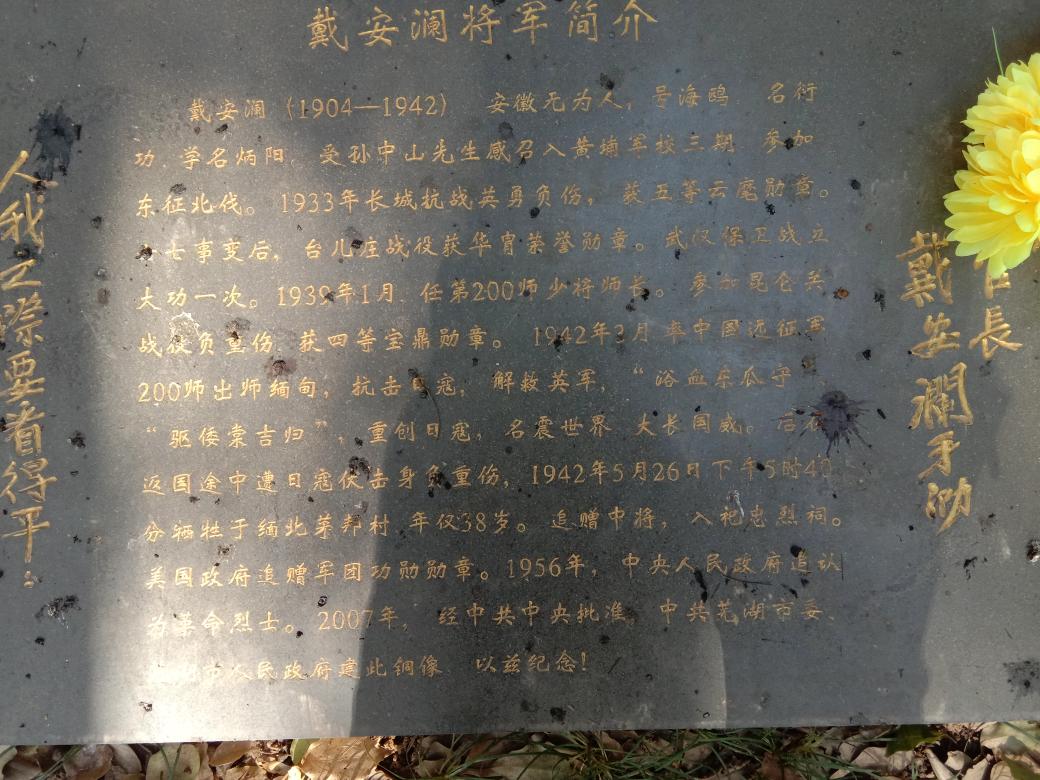 戴安澜将军简介
戴安澜（1904—1942） 安徽无为人，号海鸥 名衍
功，学名炳阳，受孙中山先生感召入黄埔军校三期，参加
东征北伐。1933年长城抗战英勇负伤，获五等云麾勋章。
七事变后，台儿庄战役获华胄荣誉勋章。武汉保卫战立
大功一次。1939年1月，任第200师少将师长。参加昆仑关
战役负重伤，获四等宝鼎勋章。1942年3月率中国远征军
200师出师缅甸，抗击日寇，解救英军，“浴血东瓜守”，
“驱倭棠吉归”，重创日寇，名震世界 大长国威。后在
返国途中遭日寇伏击身负重伤，1942年5月26日下午5时40
分牺牲于缅北茅邦村 年仅38岁。追赠中将，入祀忠烈祠。
美国政府追赠军团功勋勋章。1956年，中央人民政府追认
为革命烈士。2007年，经中共中央批准，中共芜湖市委、
市人民政府建此铜像 以兹纪念！
長
戴安瀾手泐
人我之際要看得平